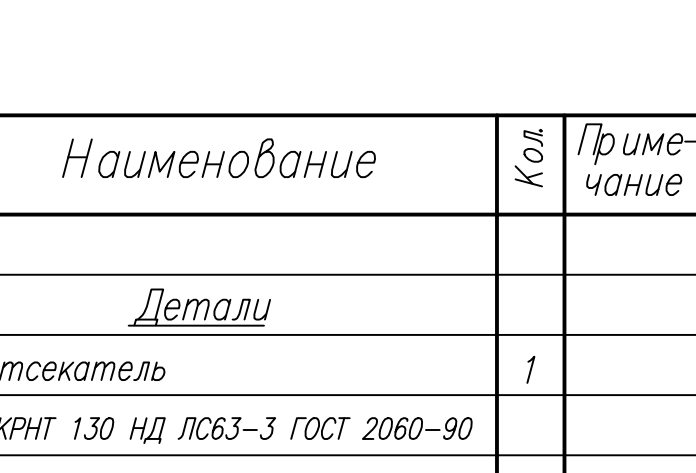 Наименование Кол. Приме-
чание
Детали
тсекатель 1
КРНТ 130 НД ЛС63-3 ГОСТ 2060-90